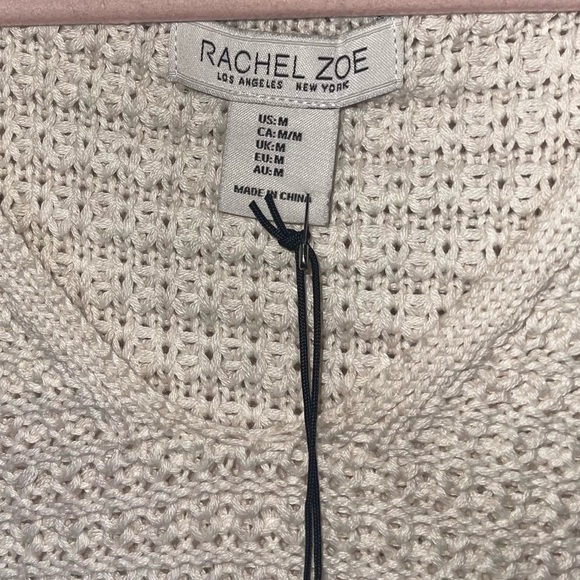 RACHEL ZOE
LOS ANGELES NEW YORK
US:M
CA:M/M
UK:M
EU:M
AU:M
MADE IN CHINA